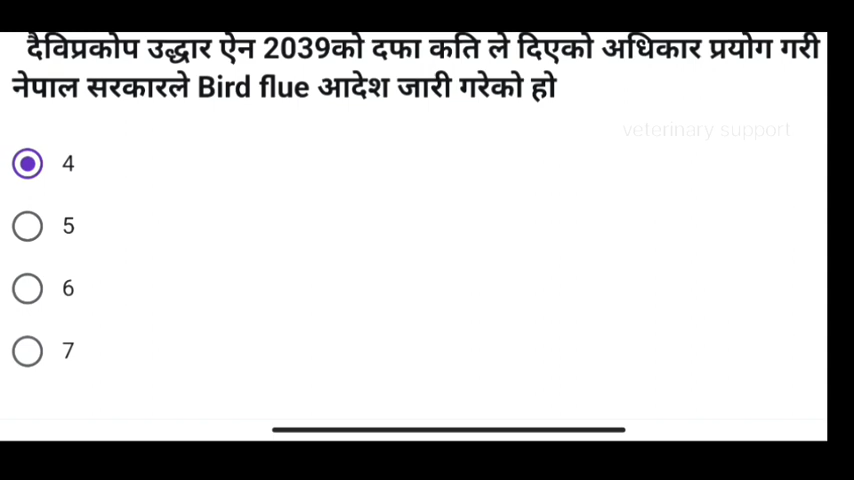 दैविप्रकोप उद्धार ऐन 2039को दफा कति ले दिएको अधिकार प्रयोग गरी
नेपाल सरकारले Bird flue आदेश जारी गरेको हो
veterinary support
4
5
6
7